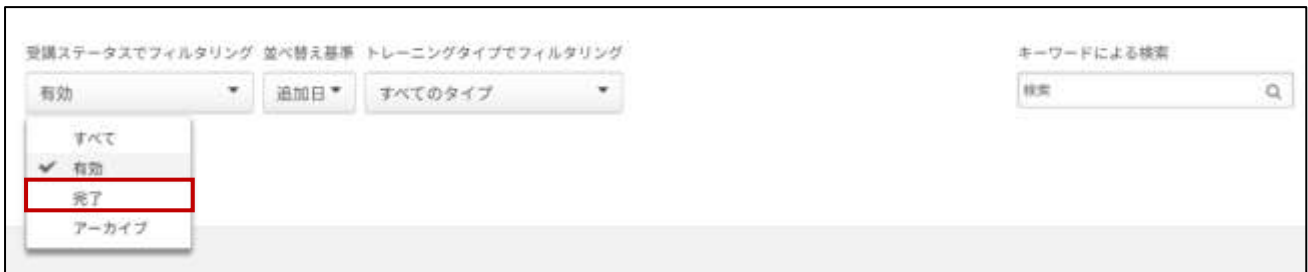 受講ステータスでフィルタリング 並べ替え基準 トレーニングタイプでフィルタリング キーワードによる検索
有効 追加日 すべてのタイプ 検索
すべて
有効
完了
アーカイブ